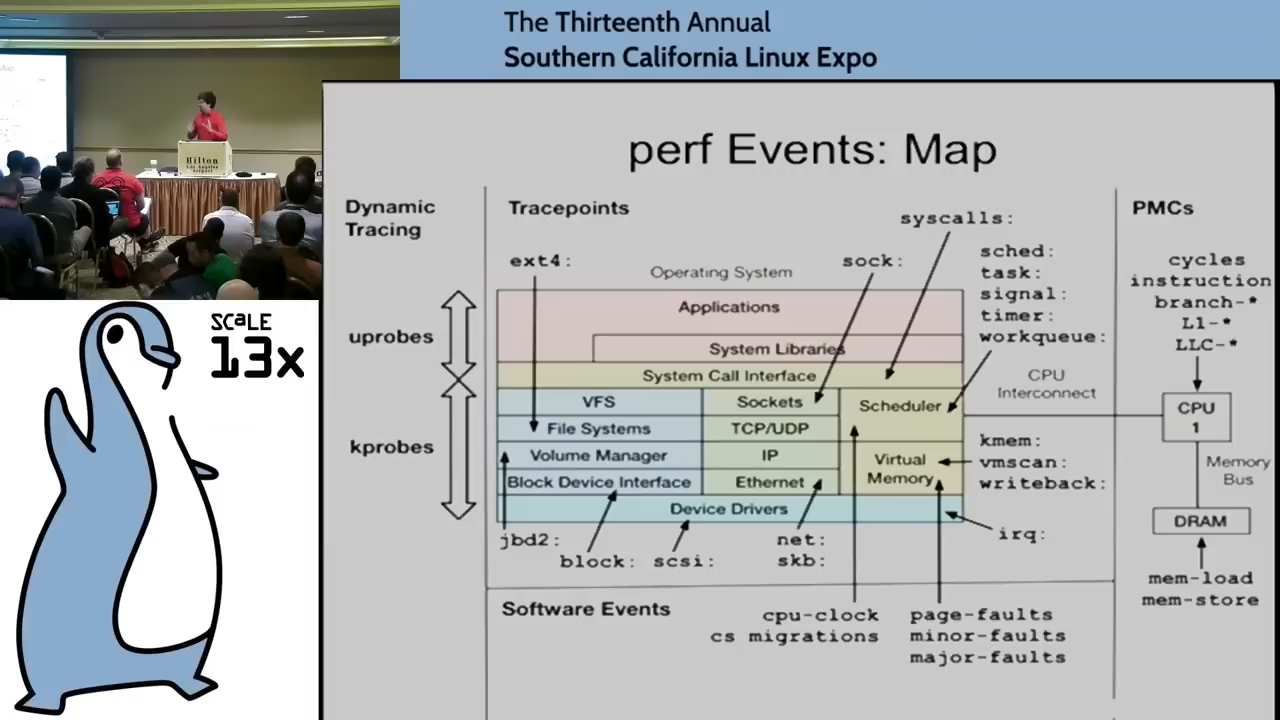 The Thirteenth Annual
Southern California Linux Expo
Hilton
SCaLE
13x
perf Events: Map
Dynamic
Tracing
uprobes
kprobes
Tracepoints
ext4:
Operating System
sock:
syscalls:
sched:
task:
signal:
timer:
workqueue:
Applications
System Libraries
System Call Interface
VFS
Sockets
Scheduler
File Systems
TCP/UDP
Volume Manager
IP
Virtual
Memory
Block Device Interface
Ethernet
Device Drivers
kmem:
vmscan:
writeback:
irq:
jbd2:
block:
scsi:
net:
skb:
CPU
Interconnect
PMCs
cycles
instruction
branch-*
L1-*
LLC-*
CPU
1
Memory
Bus
DRAM
mem-load
mem-store
Software Events
cpu-clock
cs migrations
page-faults
minor-faults
major-faults